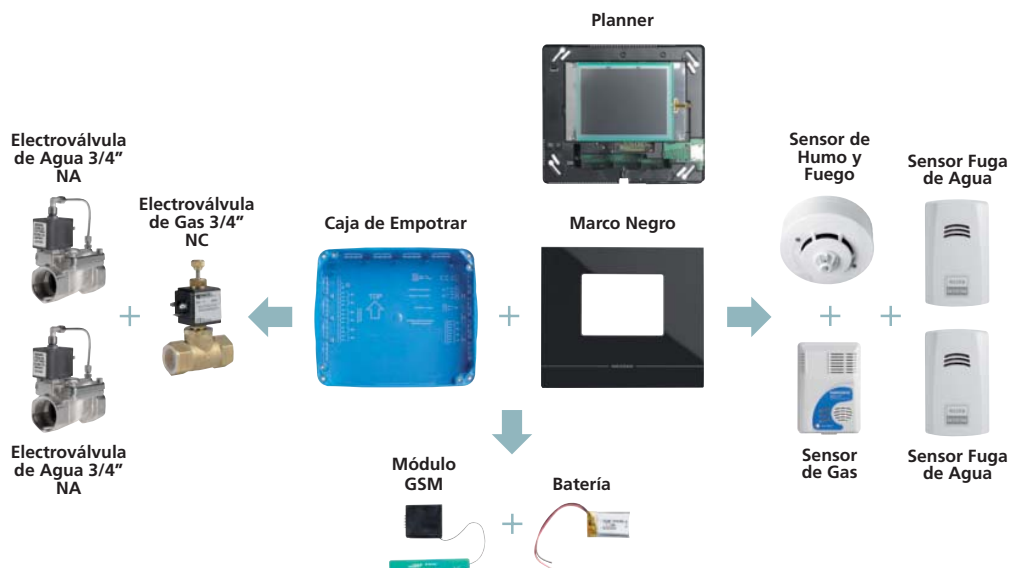 Planner
Electroválvula
de Agua 3/4”
NA
Electroválvula
de Gas 3/4”
NC
Caja de Empotrar
Marco Negro
Sensor de
Humo y
Fuego
Sensor Fuga
de Agua
TOP
Electroválvula
de Agua 3/4”
NA
Módulo
GSM
Batería
Sensor
de Gas
Sensor Fuga
de Agua